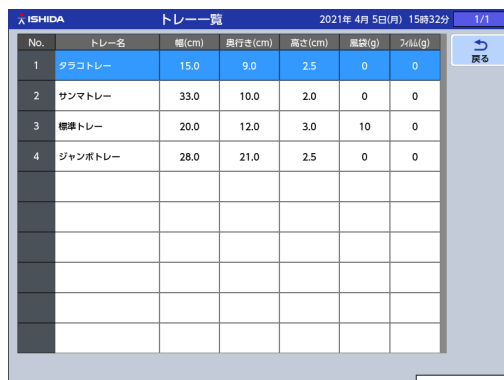 ISHIDA トレー一覧 2021年 4月 5日(月) 15時32分 1/1
No. トレー名 幅(cm) 奥行き(cm) 高さ(cm) 風袋(g) フィルム(g)
戻る
1 タラコトレー 15.0 9.0 2.5 0 0
2 サンマトレー 33.0 10.0 2.0 0 0
3 標準トレー 20.0 12.0 3.0 10 0
4 ジャンボトレー 28.0 21.0 2.5 0 0